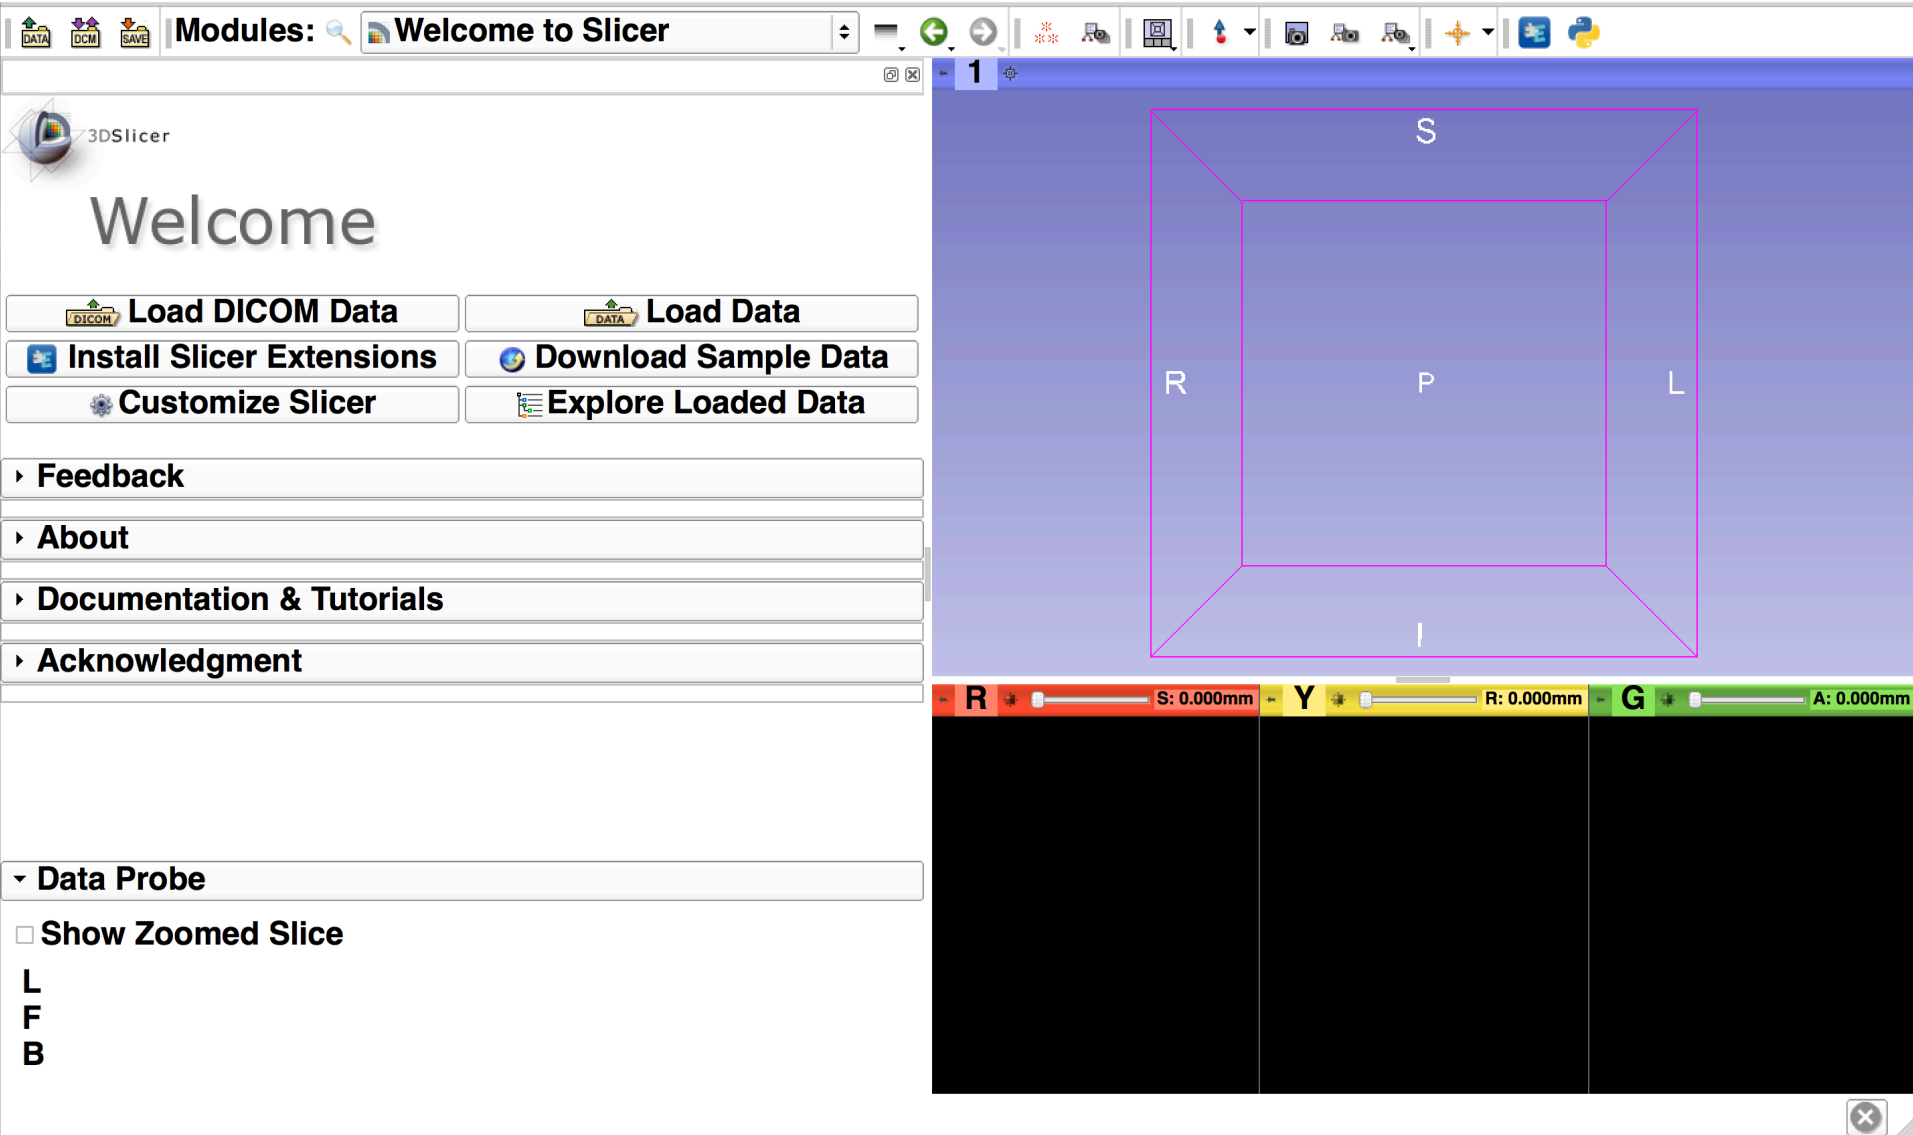 DATA DCM SAVE Modules: Welcome to Slicer
1
3DSlicer
Welcome
DICOM Load DICOM Data DATA Load Data
Install Slicer Extensions Download Sample Data
Customize Slicer Explore Loaded Data
Feedback
About
Documentation & Tutorials
Acknowledgment
Data Probe
Show Zoomed Slice
L
F
B
S
R P L
I
R S: 0.000mm Y R: 0.000mm G A: 0.000mm